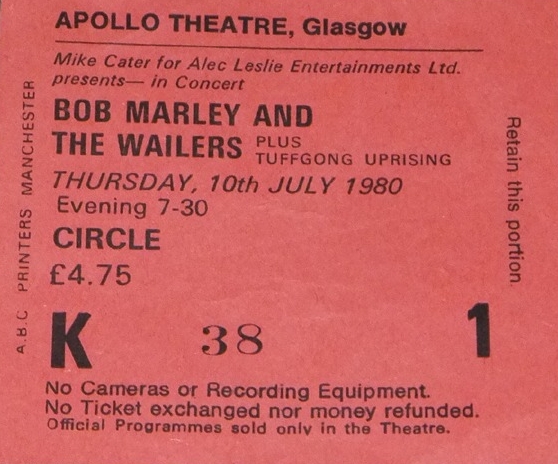 APOLLO THEATRE, Glasgow
Mike Cater for Alec Leslie Entertainments Ltd.
presents— in Concert
BOB MARLEY AND
THE WAILERS PLUS
TUFFGONG UPRISING
THURSDAY, 10th JULY 1980
Evening 7-30
CIRCLE
£4.75
K 38 1
No Cameras or Recording Equipment.
No Ticket exchanged nor money refunded.
Official Programmes sold only in the Theatre.
A.B.C PRINTERS MANCHESTER
Retain this portion.